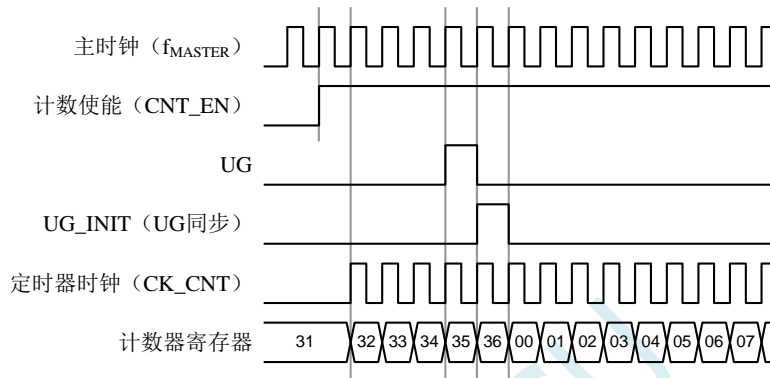 主时钟（fMASTER）
计数使能（CNT_EN）
UG
UG_INIT（UG同步）
定时器时钟（CK_CNT）
计数器寄存器 31 32 33 34 35 36 00 01 02 03 04 05 06 07